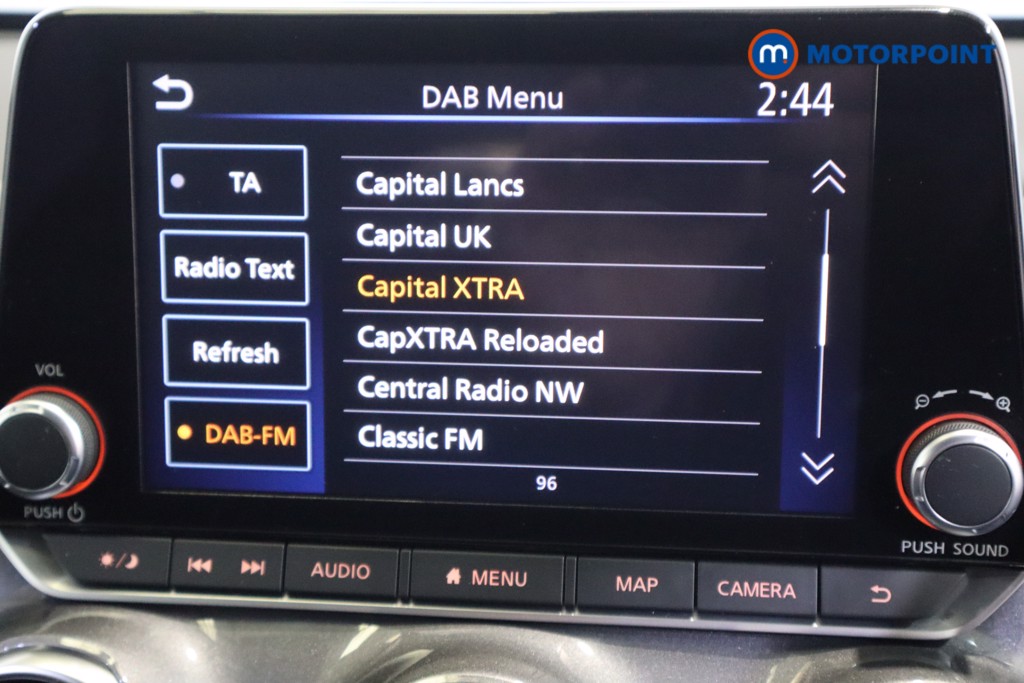 m. MOTORPOINT
DAB Menu
2:44
TA
Radio Text
Refresh
DAB-FM
Capital Lancs
Capital UK
Capital XTRA
CapXTRA Reloaded
Central Radio NW
Classic FM
96
VOL
PUSH
PUSH SOUND
AUDIO
MENU
MAP
CAMERA